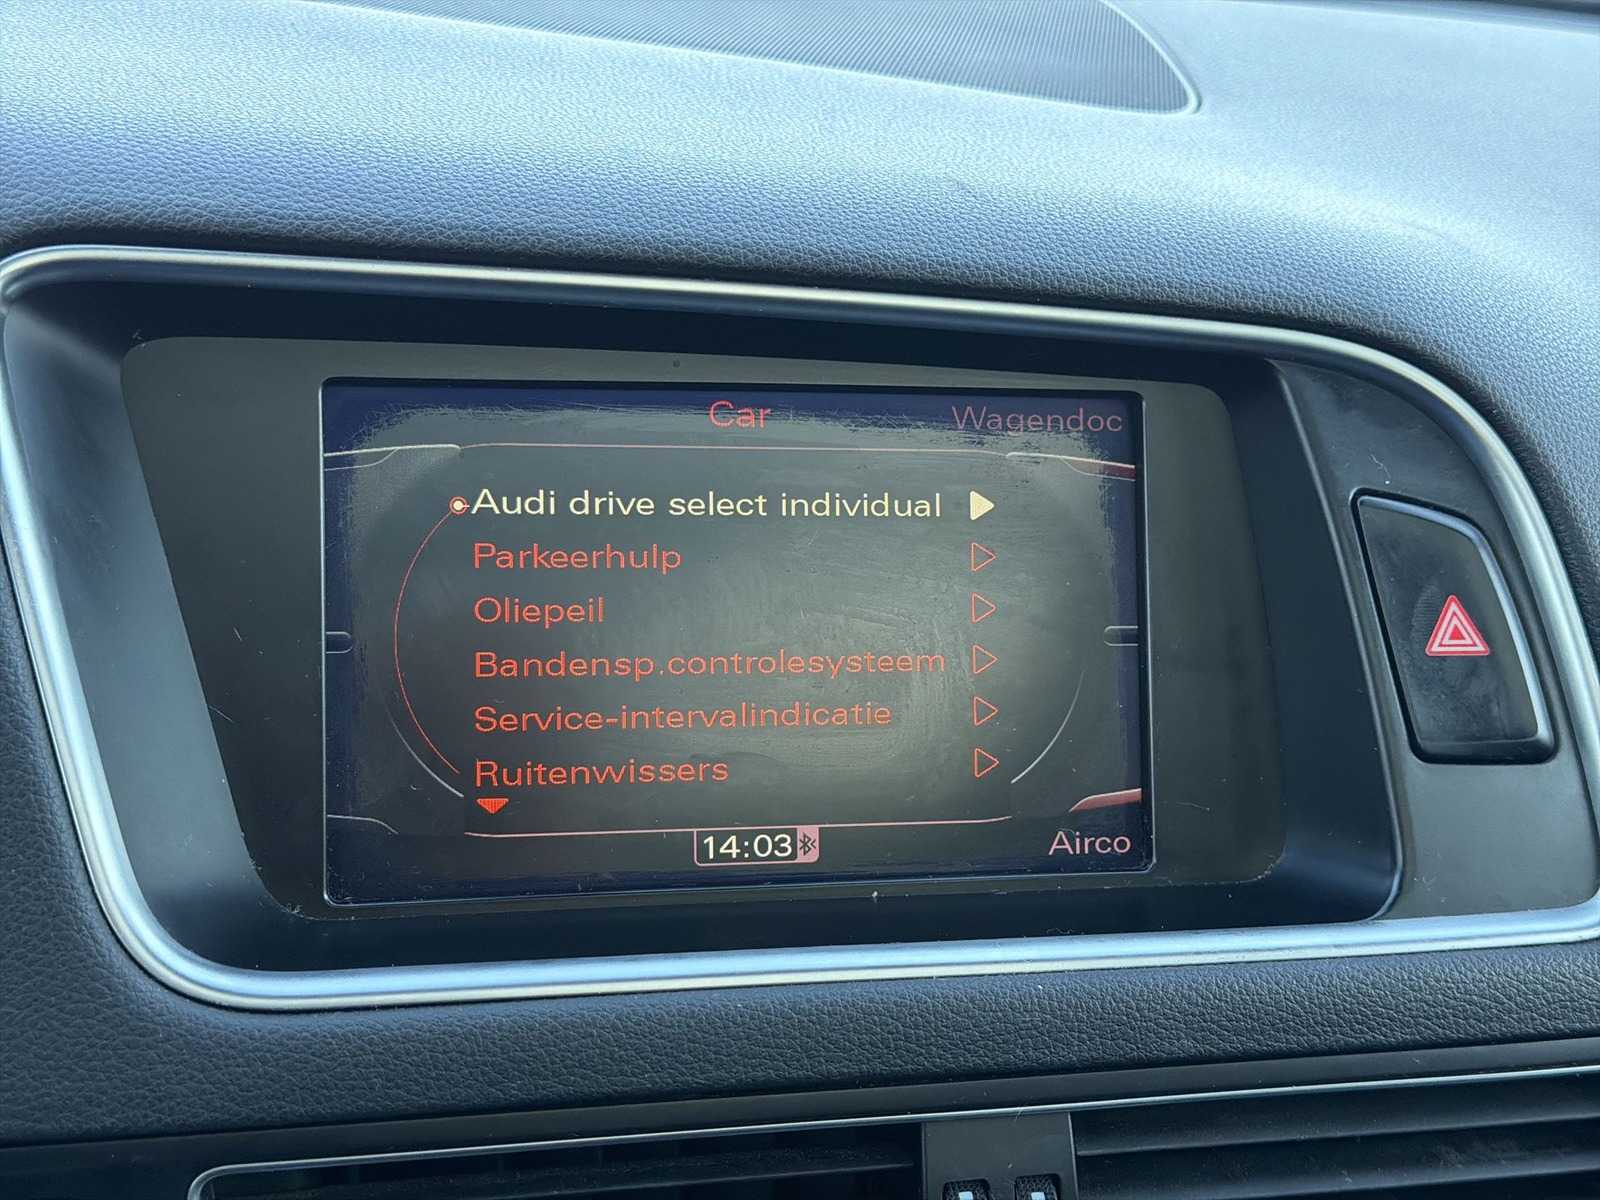 Car
Wagendoc
Audi drive select individual
Parkeerhulp
Oliepeil
Bandensp.controlesysteem
Service-intervalindicatie
Ruitenwissers
14:03
Airco